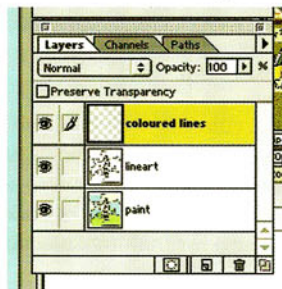 Layers Channels Paths
Normal Opacity: 100 %
Preserve Transparency
coloured lines
lineart
paint